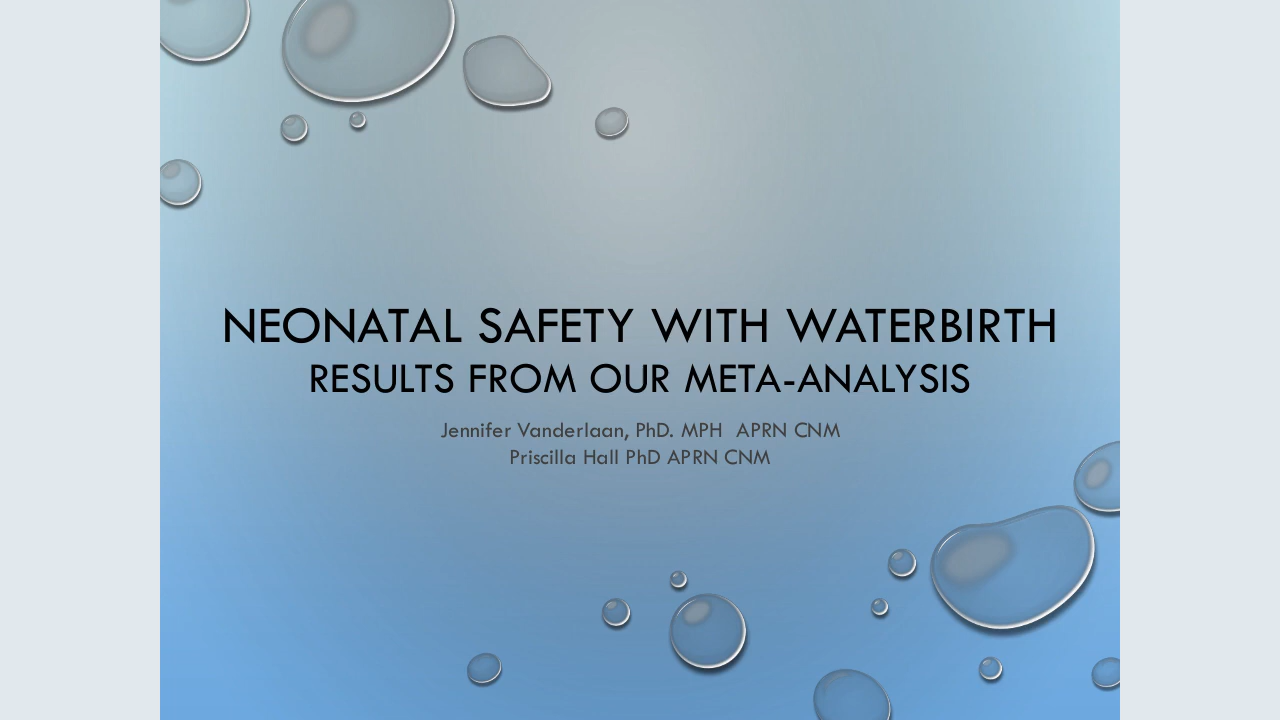 NEONATAL SAFETY WITH WATERBIRTH
RESULTS FROM OUR META-ANALYSIS
Jennifer Vanderlaan, PhD. MPH  APRN CNM
Priscilla Hall PhD APRN CNM